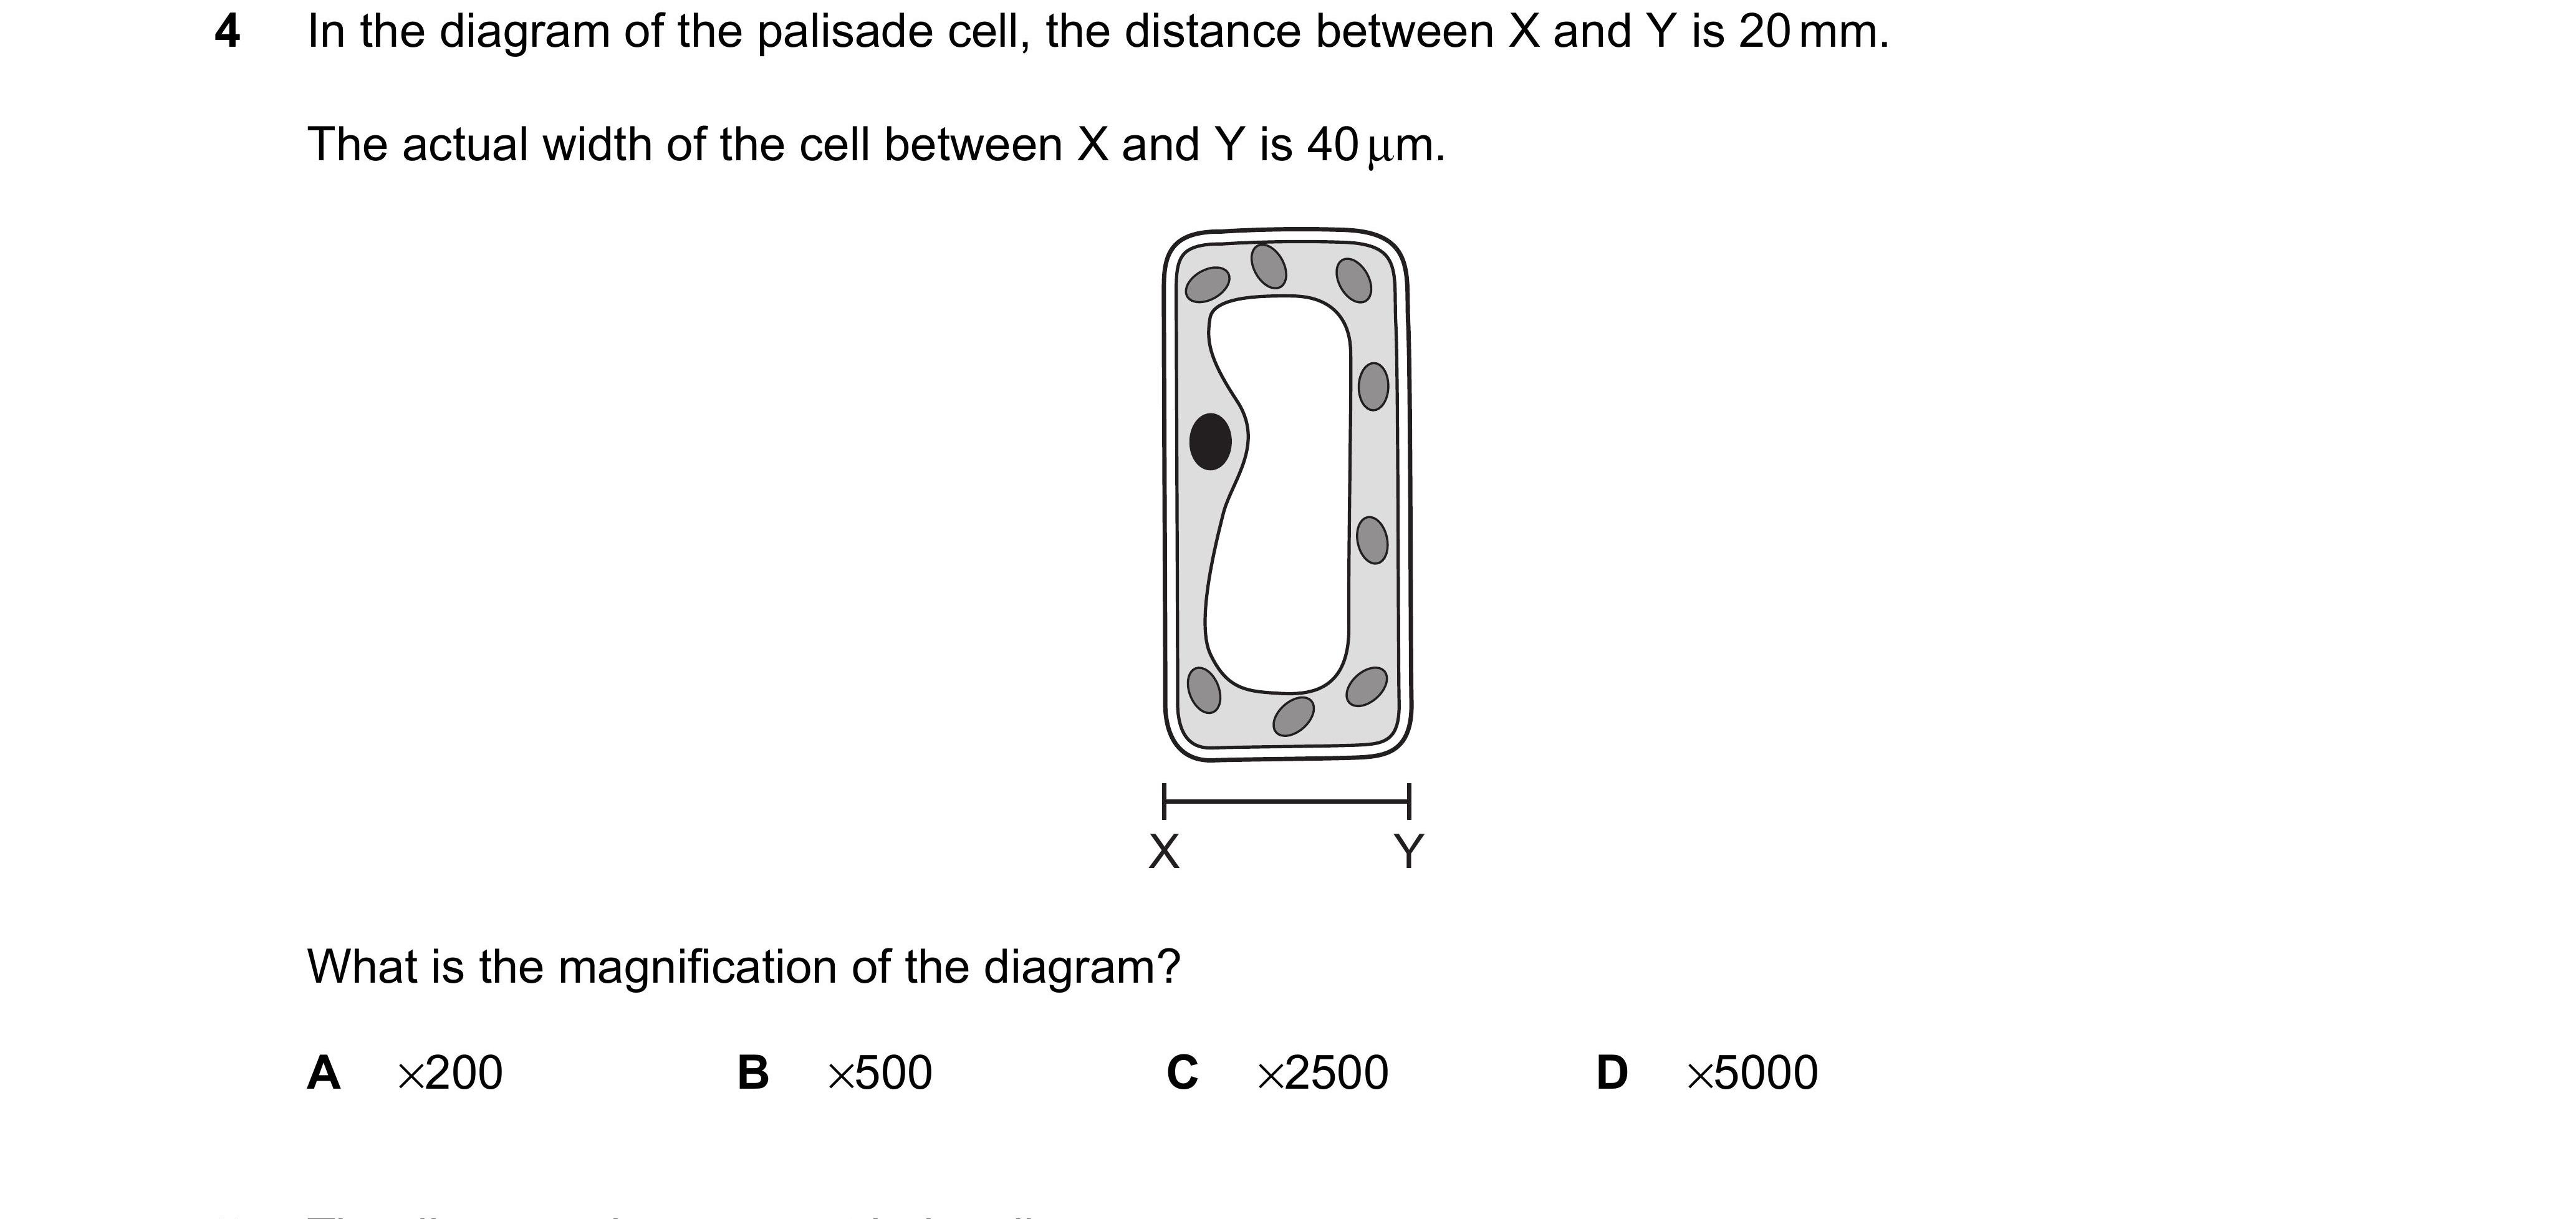 4 In the diagram of the palisade cell, the distance between X and Y is 20 mm.
The actual width of the cell between X and Y is 40 μm.
X Y
What is the magnification of the diagram?
A ×200 B ×500 C ×2500 D ×5000